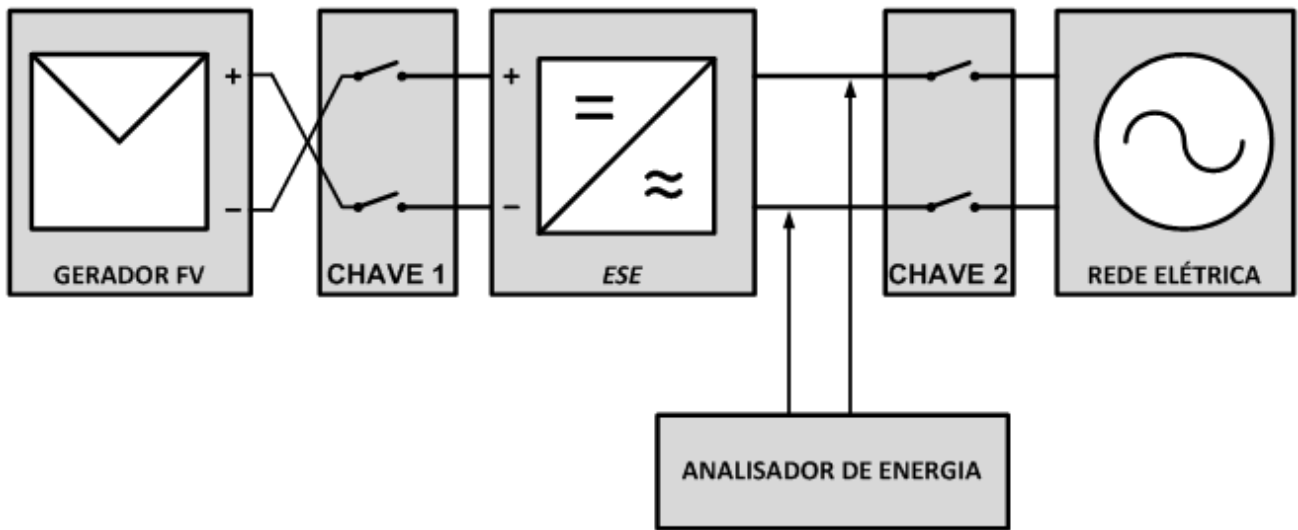 +
−
+
−
=
≈
GERADOR FV
CHAVE 1
ESE
CHAVE 2
REDE ELÉTRICA
ANALISADOR DE ENERGIA